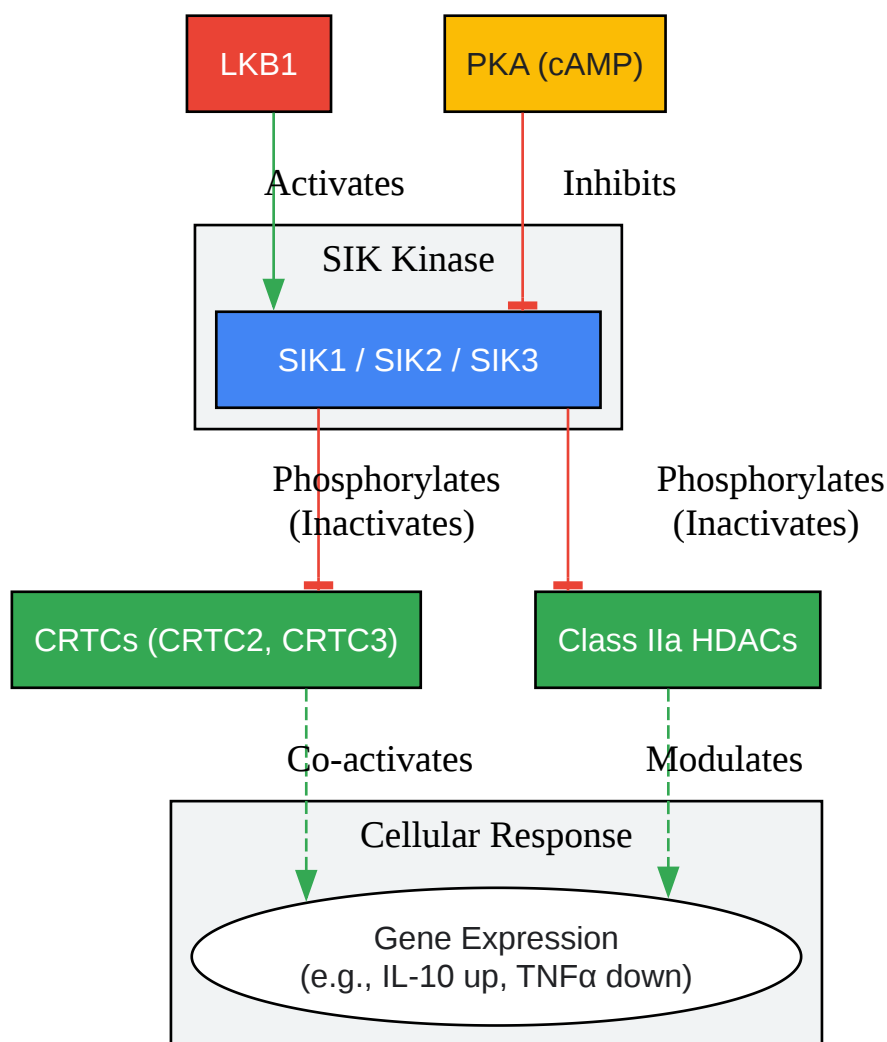 LKB1
PKA (cAMP)
Activates
Inhibits
SIK Kinase
SIK1 / SIK2 / SIK3
Phosphorylates
(Inactivates)
Phosphorylates
(Inactivates)
CRTCs (CRTC2, CRTC3)
Class IIa HDACs
Co-activates
Modulates
Cellular Response
Gene Expression
(e.g., IL-10 up, TNFα down)